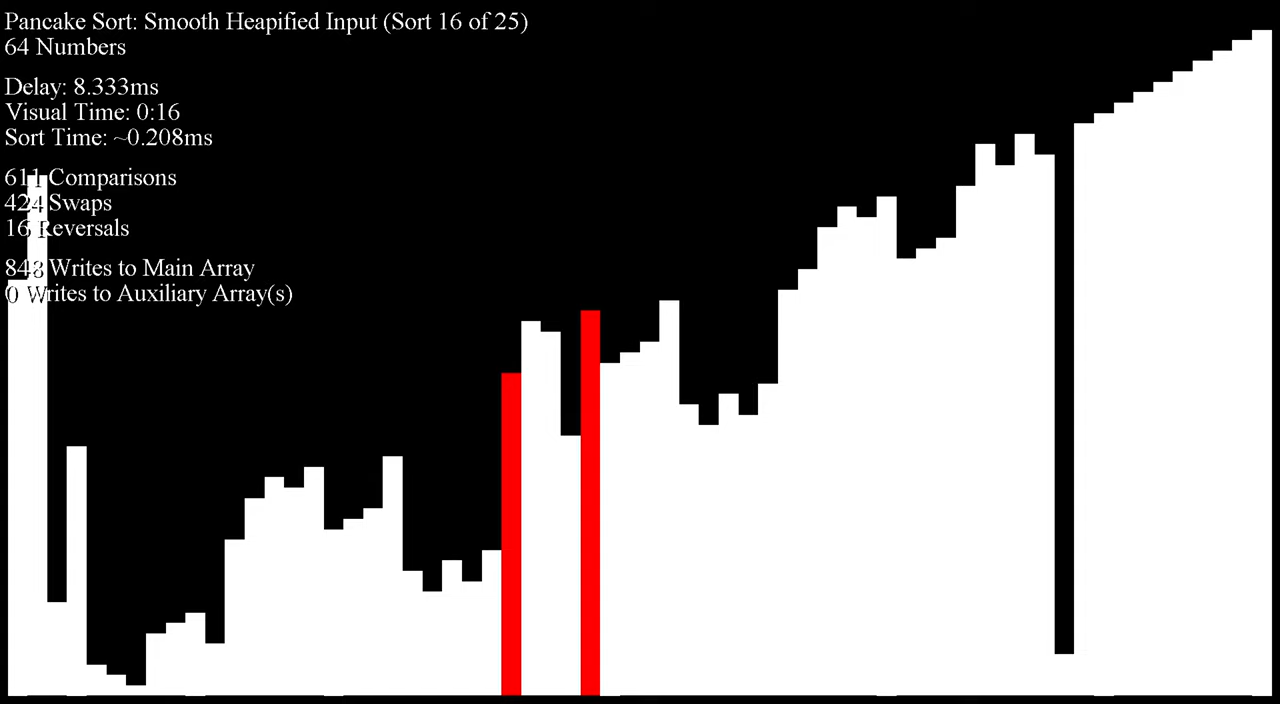 Pancake Sort: Smooth Heapified Input (Sort 16 of 25)
64 Numbers
Delay: 8.333ms
Visual Time: 0:16
Sort Time: ~0.208ms
611 Comparisons
424 Swaps
16 Reversals
848 Writes to Main Array
0 Writes to Auxiliary Array(s)